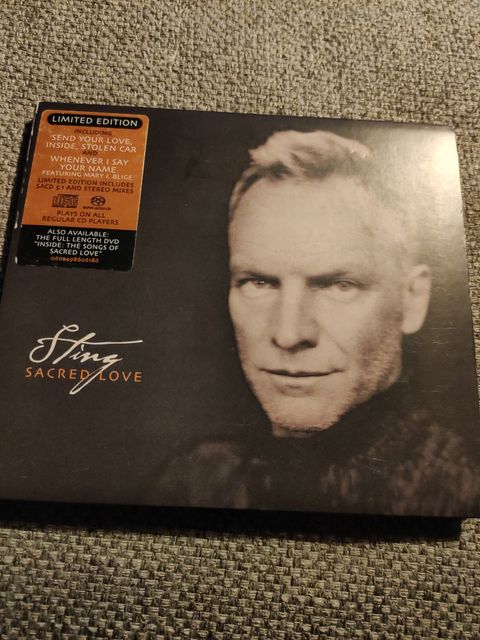 LIMITED EDITION
INCLUDING
SEND YOUR LOVE,
INSIDE, STOLEN CAR
AND
WHENEVER I SAY
YOUR NAME
FEATURING MARY J. BLIGE
LIMITED EDITION INCLUDES
SACD 5.1 AND STEREO MIXES
PLAYS ON ALL
REGULAR CD PLAYERS
ALSO AVAILABLE:
THE FULL LENGTH DVD
"INSIDE: THE SONGS OF
SACRED LOVE"
Sting
SACRED LOVE